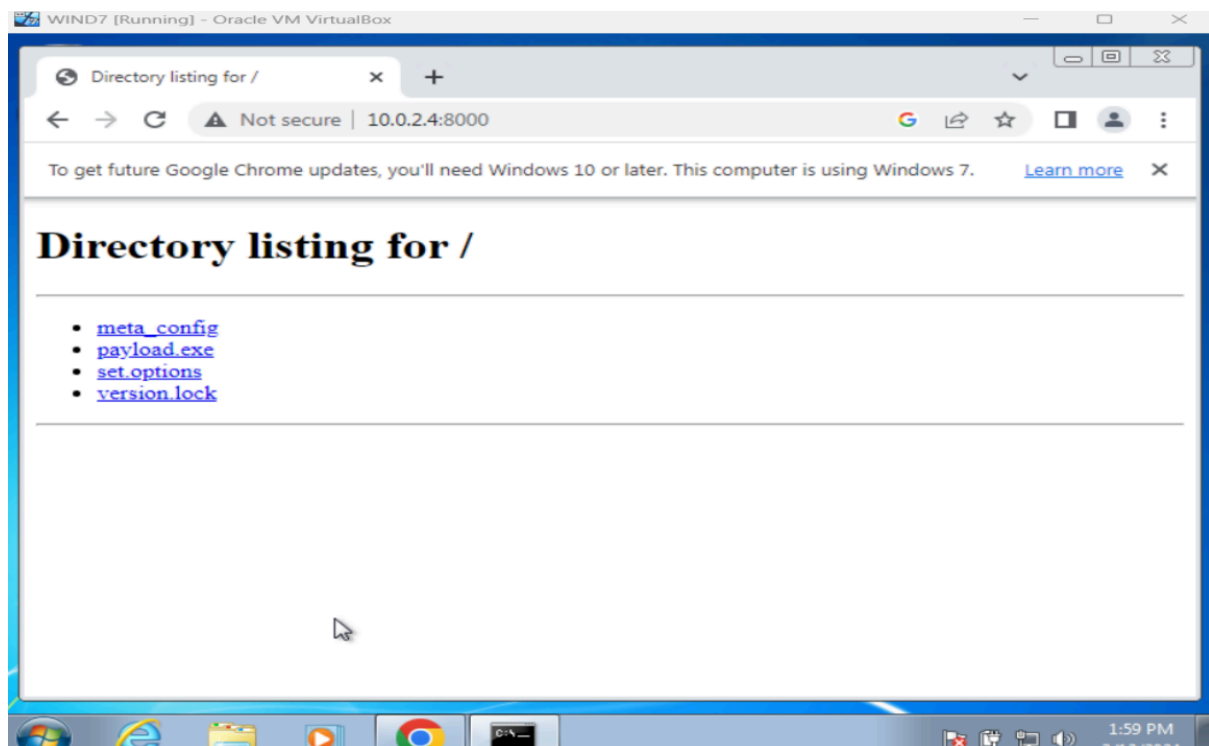 WIND7 [Running] - Oracle VM VirtualBox
Directory listing for /
Not secure | 10.0.2.4:8000
To get future Google Chrome updates, you'll need Windows 10 or later. This computer is using Windows 7. Learn more
Directory listing for /
meta_config
payload.exe
set.options
version.lock
C:\_
1:59 PM